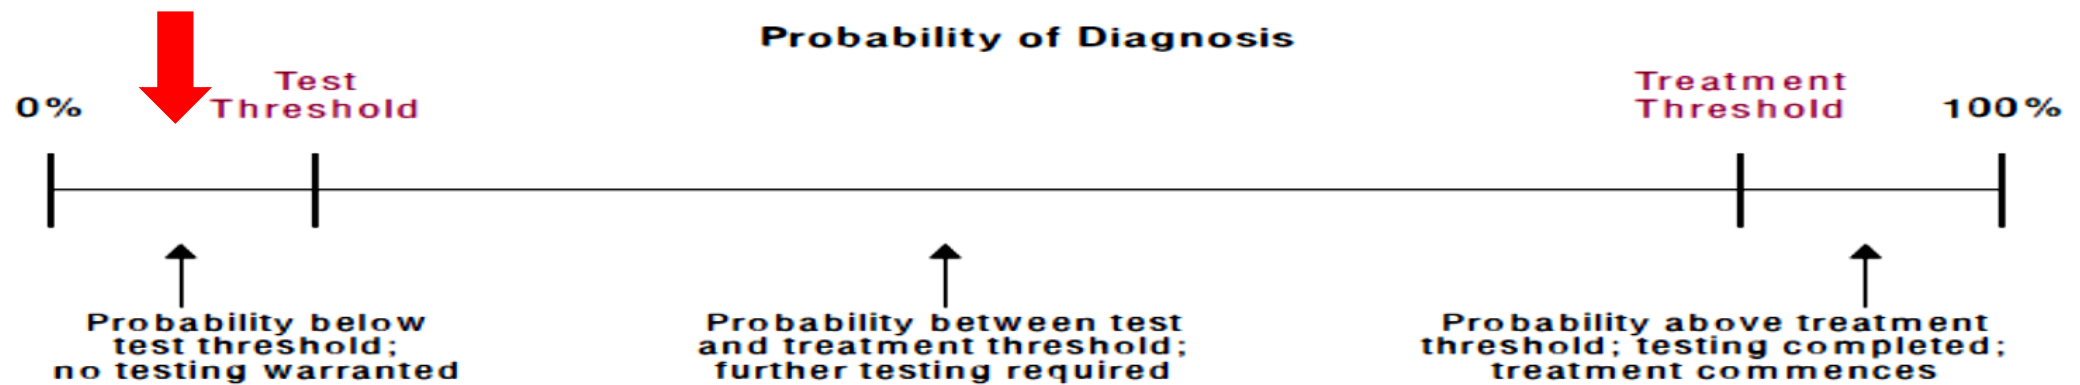 Probability of Diagnosis
0%
Test
Threshold
Treatment
Threshold
100%
Probability below
test threshold;
no testing warranted
Probability between test
and treatment threshold;
further testing required
Probability above treatment
threshold; testing completed;
treatment commences